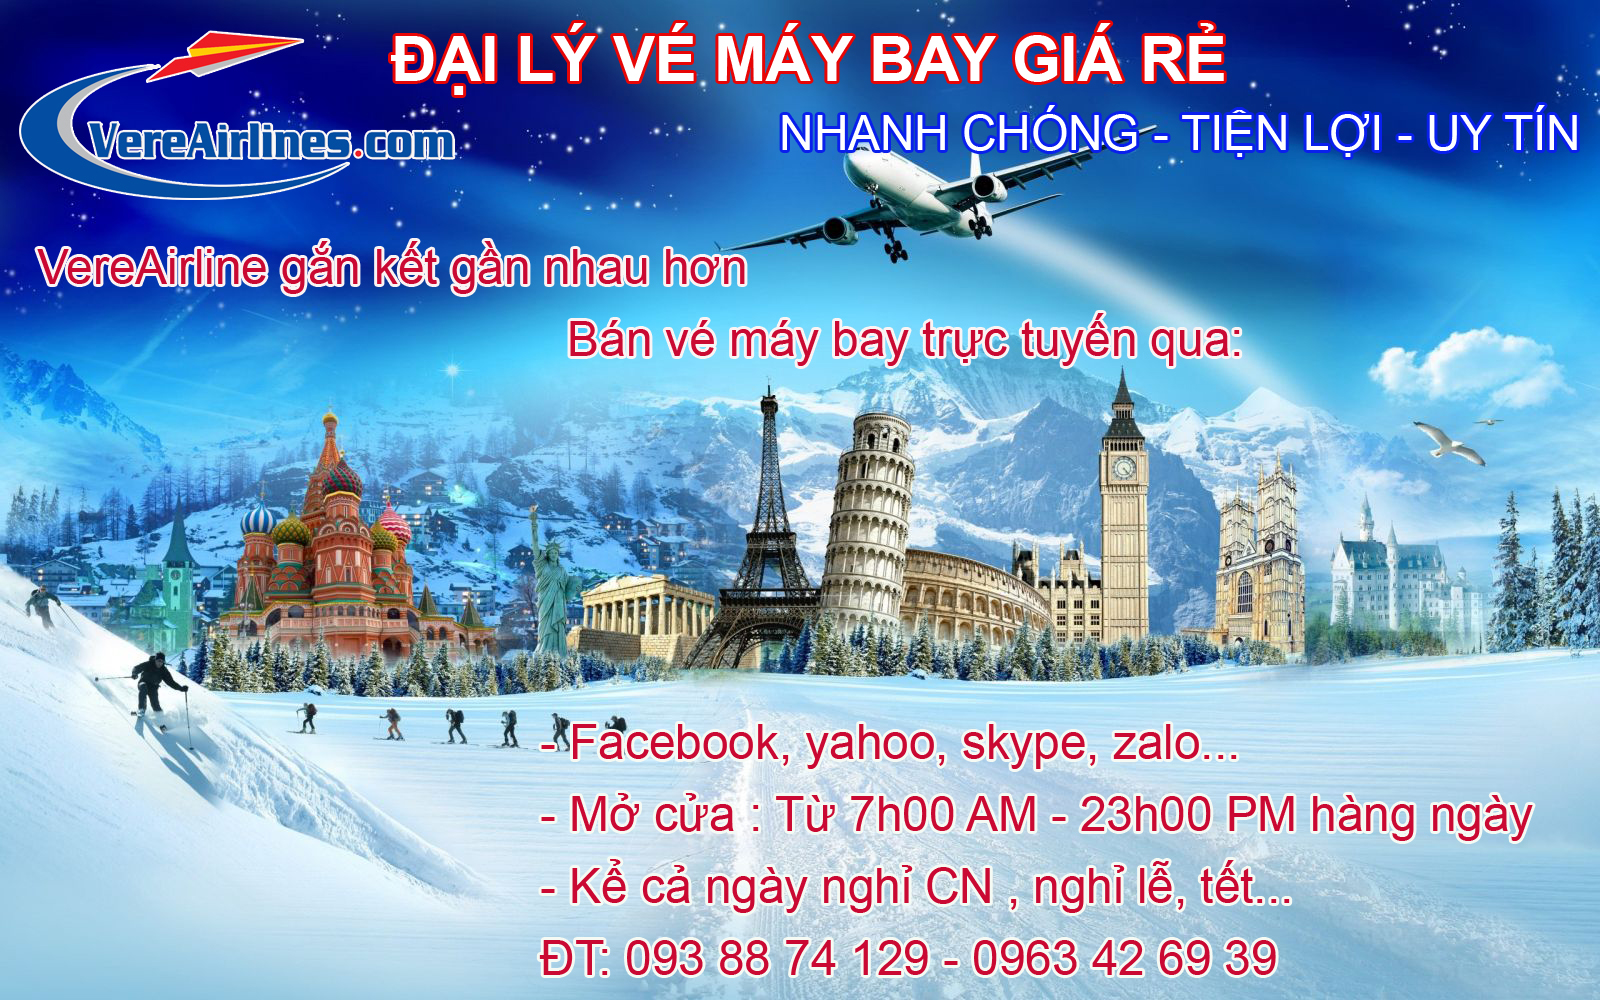 ĐẠI LÝ VÉ MÁY BAY GIÁ RẺ
VereAirlines.com
NHANH CHÓNG - TIỆN LỢI - UY TÍN
VereAirline gắn kết gần nhau hơn
Bán vé máy bay trực tuyến qua:
- Facebook, yahoo, skype, zalo...
- Mở cửa : Từ 7h00 AM - 23h00 PM hàng ngày
- Kể cả ngày nghỉ CN , nghỉ lễ, tết...
ĐT: 093 88 74 129 - 0963 42 69 39